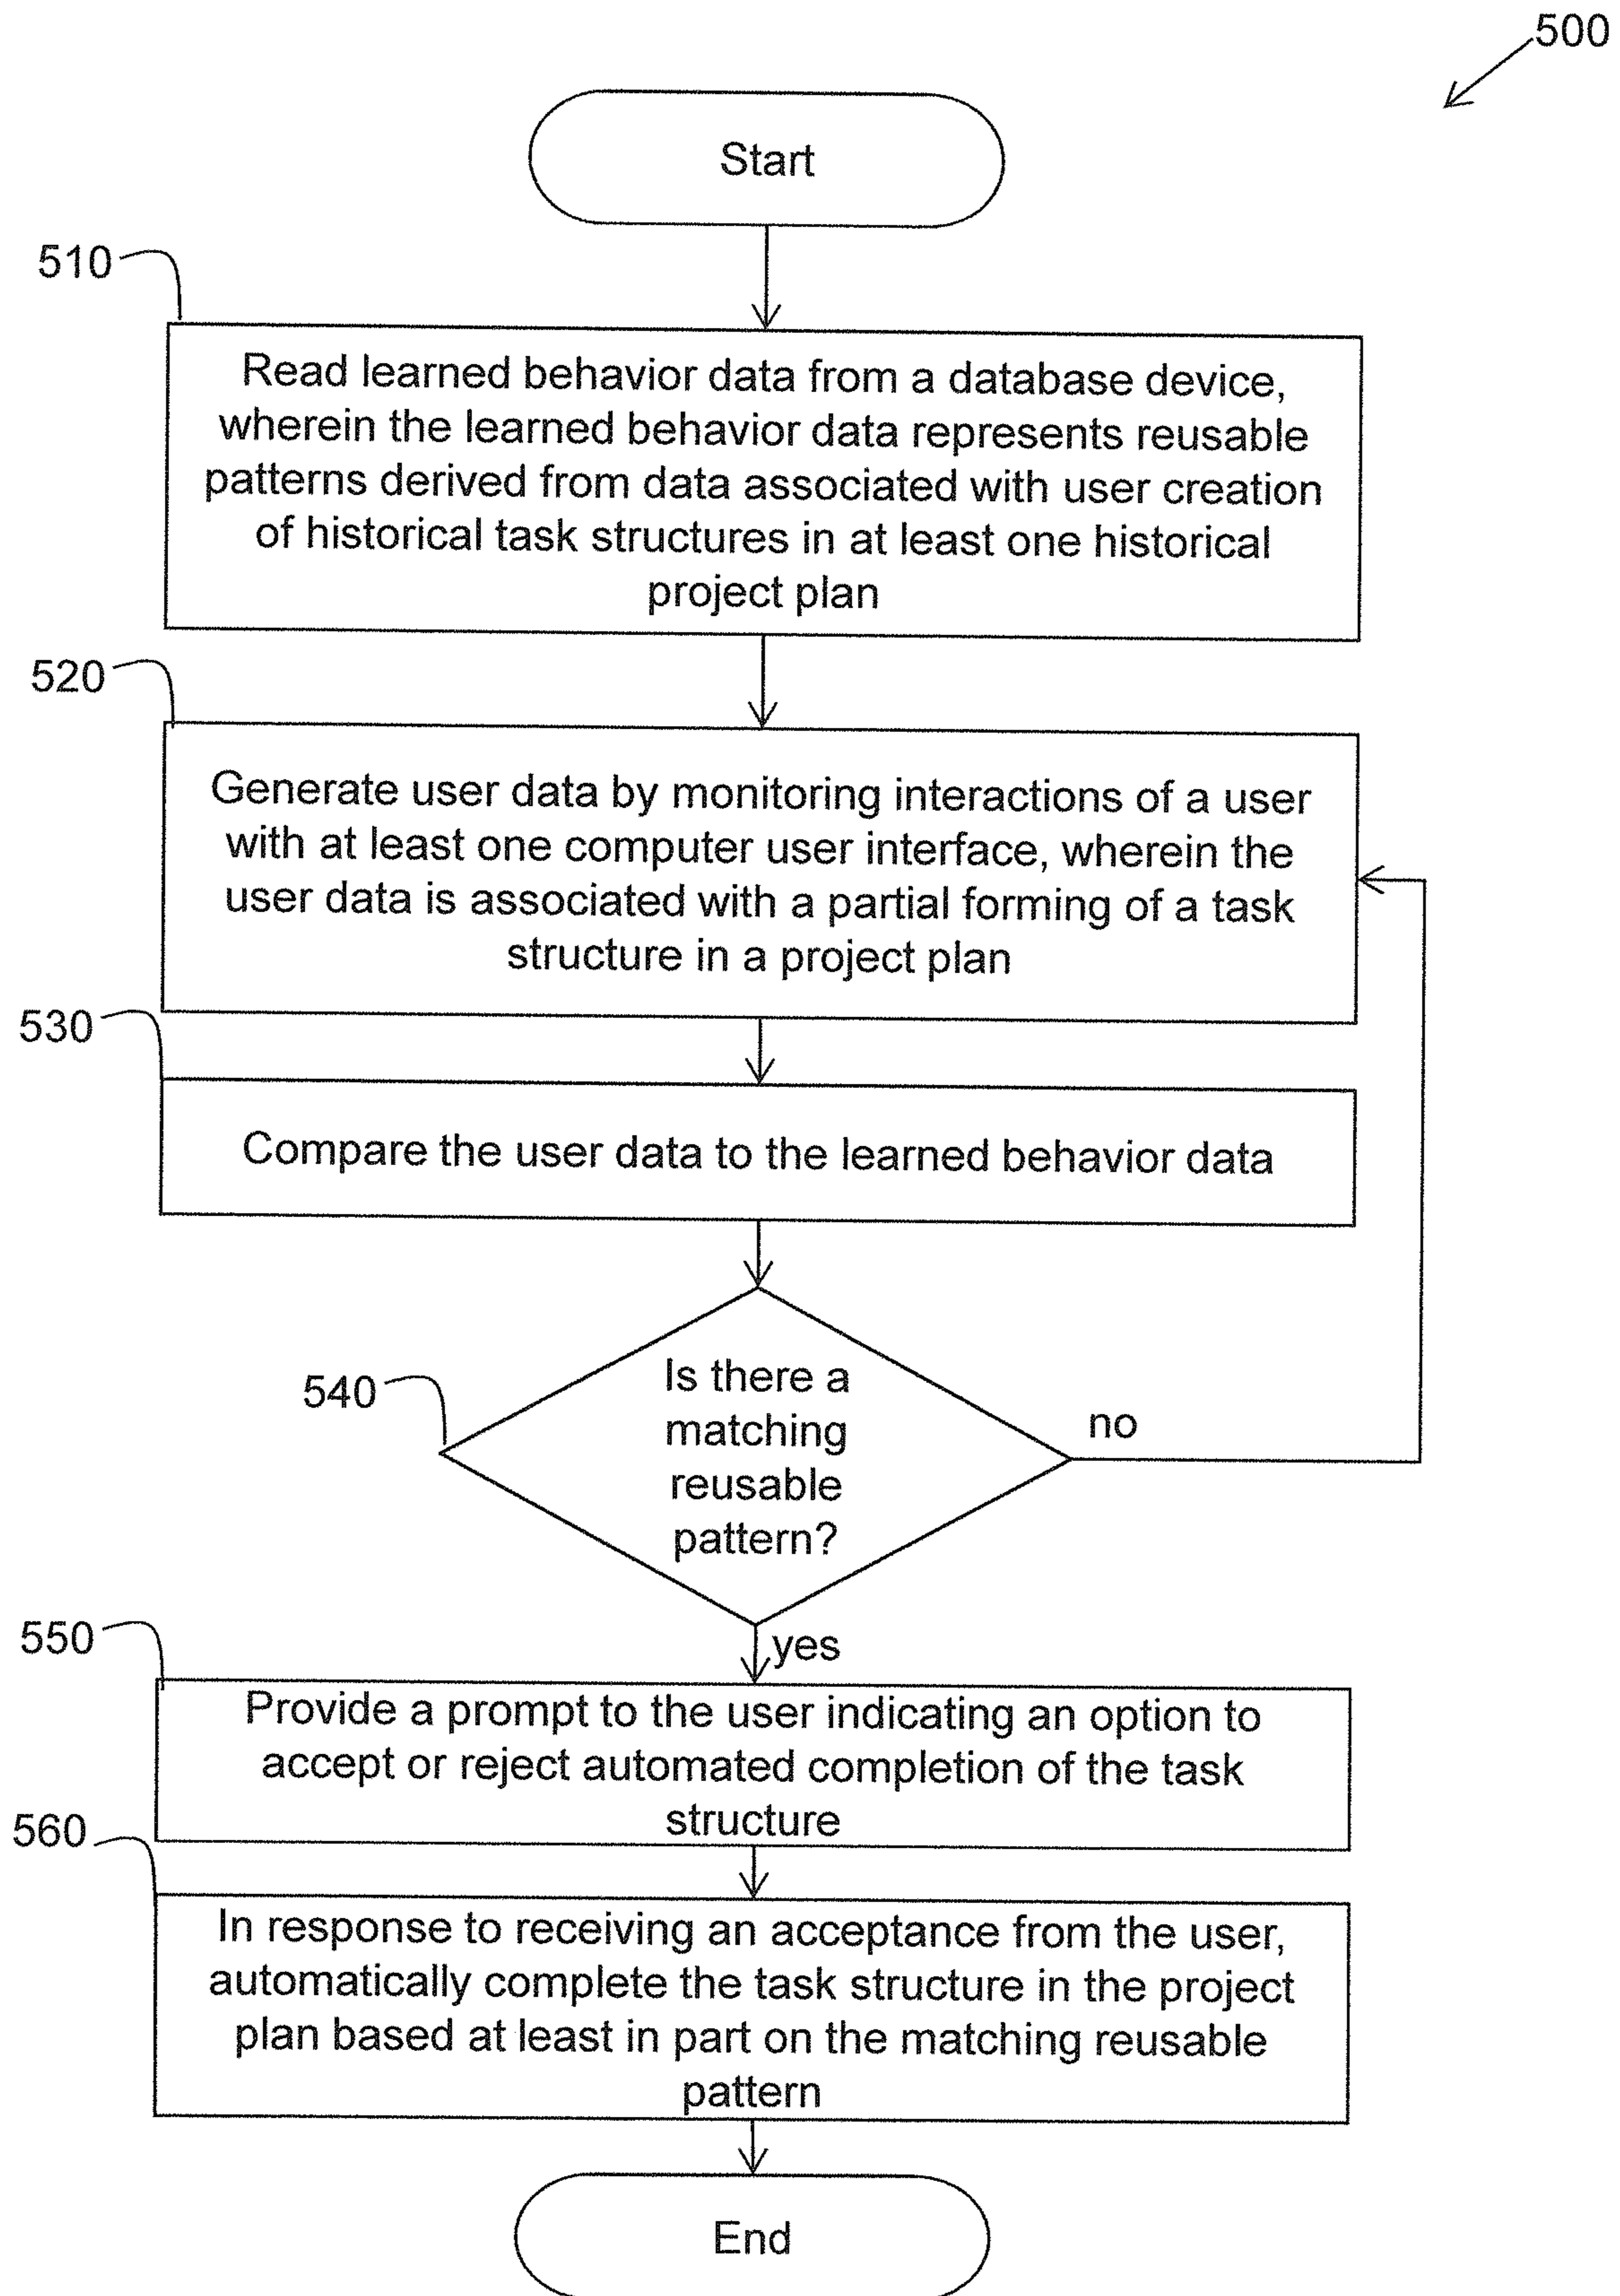 500
Start
510
Read learned behavior data from a database device,
wherein the learned behavior data represents reusable
patterns derived from data associated with user creation
of historical task structures in at least one historical
project plan
520
Generate user data by monitoring interactions of a user
with at least one computer user interface, wherein the
user data is associated with a partial forming of a task
structure in a project plan
530
Compare the user data to the learned behavior data
540
Is there a
matching
reusable
pattern?
no
yes
550
Provide a prompt to the user indicating an option to
accept or reject automated completion of the task
structure
560
In response to receiving an acceptance from the user,
automatically complete the task structure in the project
plan based at least in part on the matching reusable
pattern
End